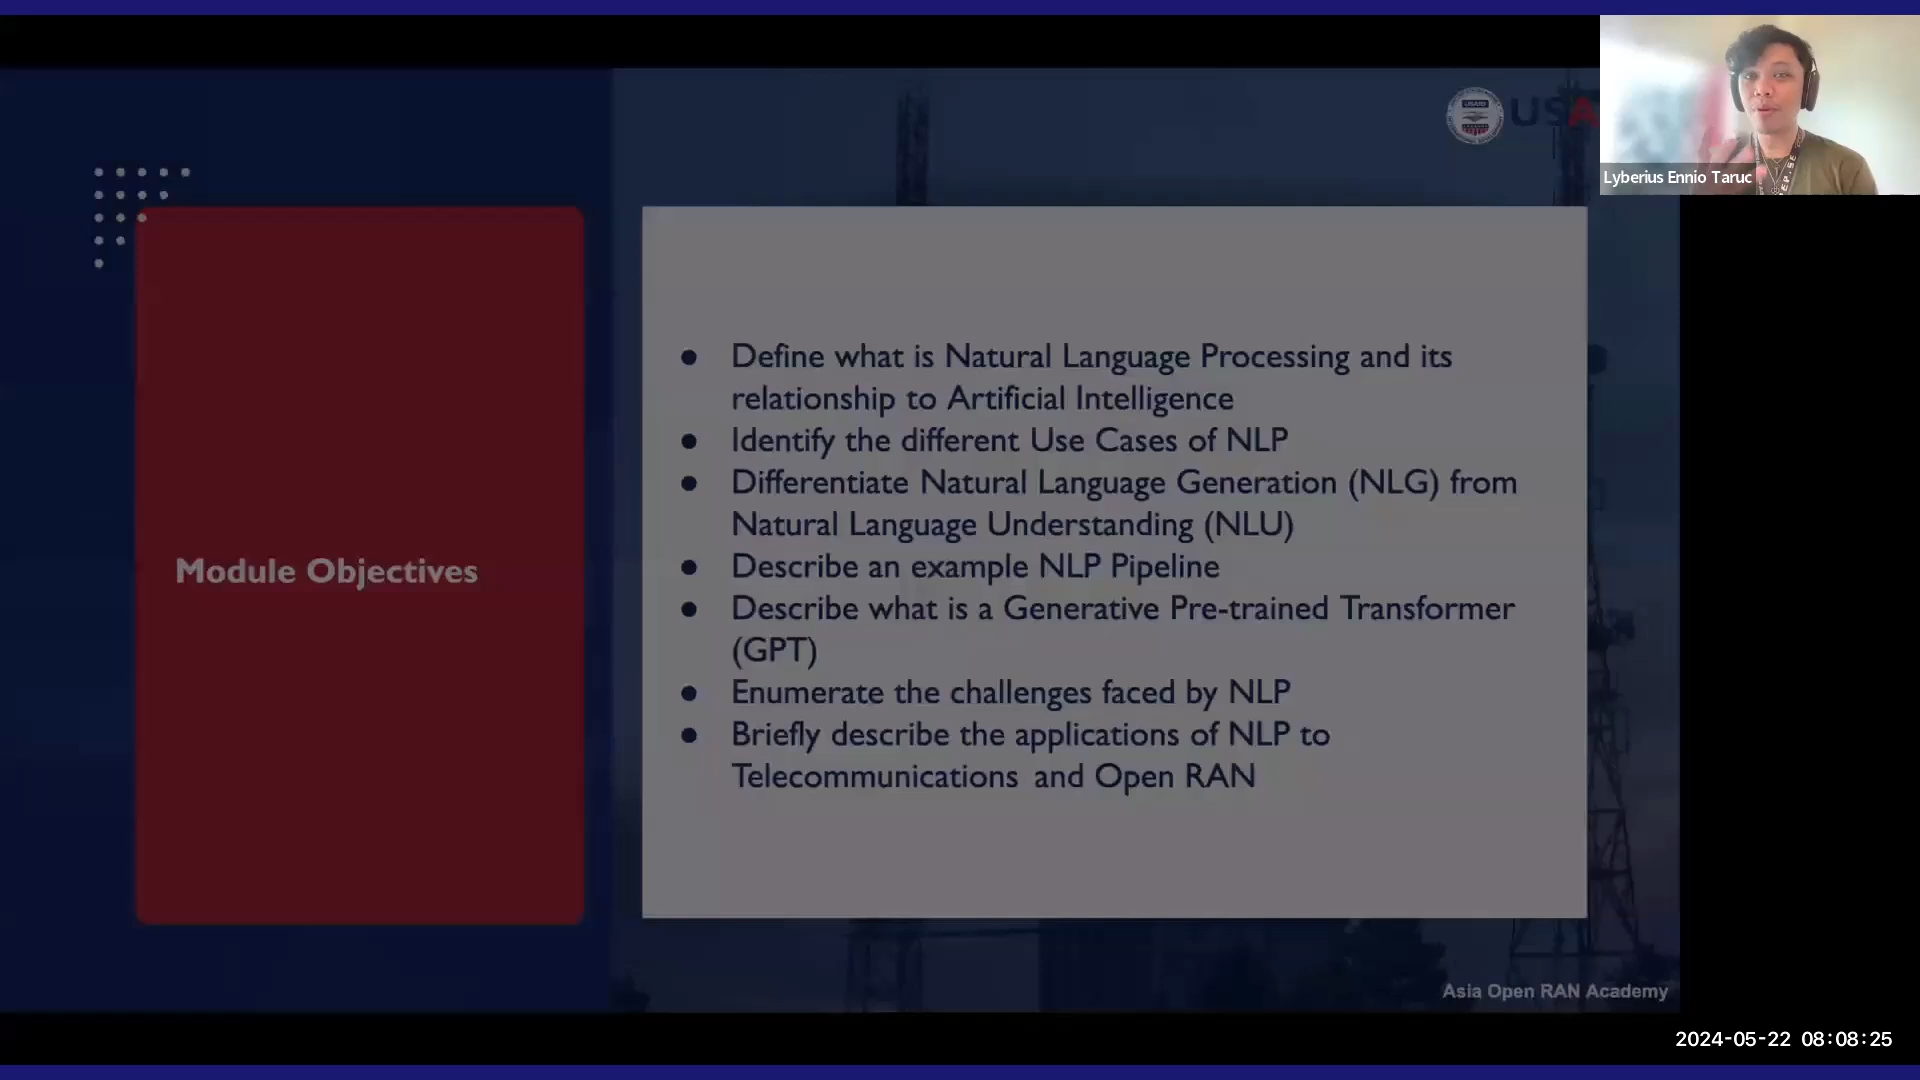 USA
Lyberius Ennio Taruc
Module Objectives
● Define what is Natural Language Processing and its
relationship to Artificial Intelligence
● Identify the different Use Cases of NLP
● Differentiate Natural Language Generation (NLG) from
Natural Language Understanding (NLU)
● Describe an example NLP Pipeline
● Describe what is a Generative Pre-trained Transformer
(GPT)
● Enumerate the challenges faced by NLP
● Briefly describe the applications of NLP to
Telecommunications and Open RAN
Asia Open RAN Academy
2024-05-22 08:08:25